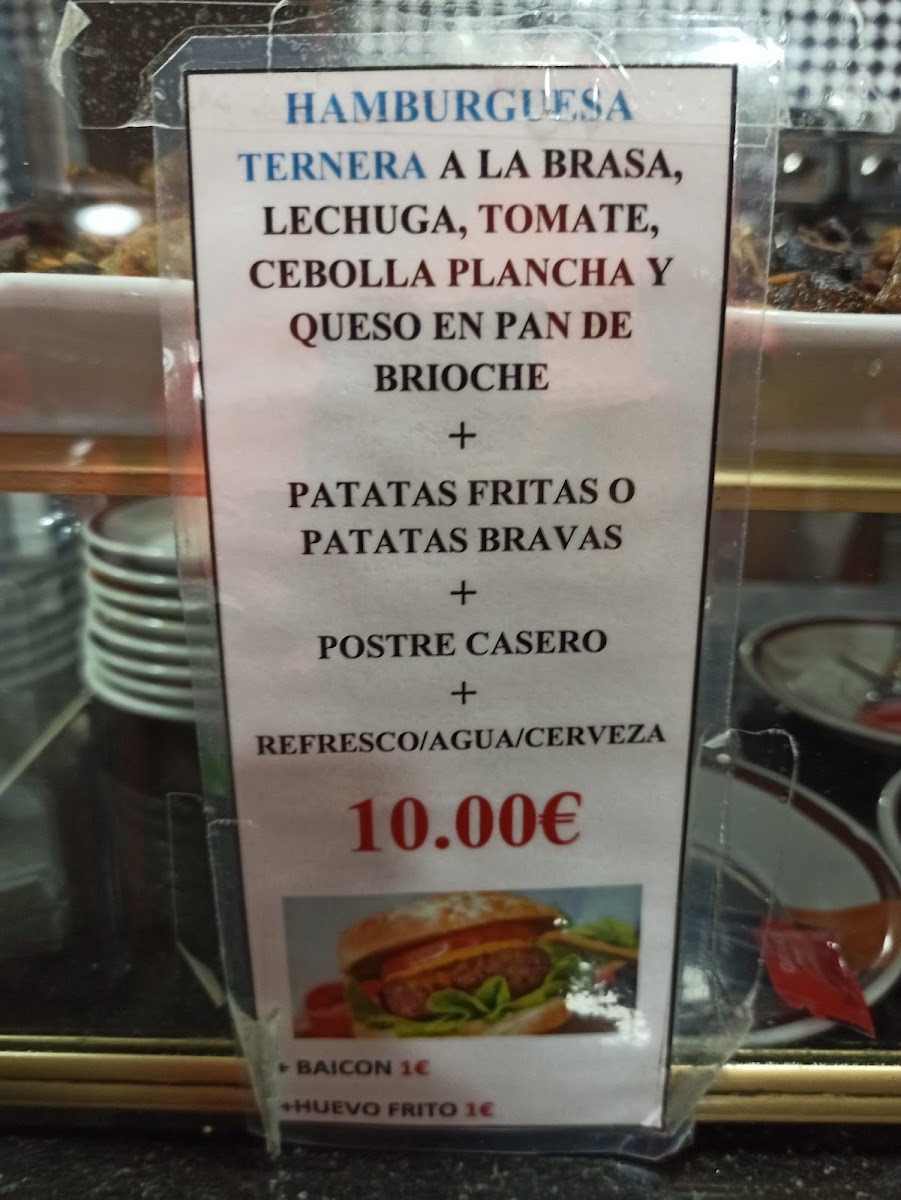 HAMBURGUESA
TERNERA A LA BRASA,
LECHUGA, TOMATE,
CEBOLLA PLANCHA Y
QUESO EN PAN DE
BRIOCHE
+
PATATAS FRITAS O
PATATAS BRAVAS
+
POSTRE CASERO
+
REFRESCO/AGUA/CERVEZA
10.00€
+ BAICON 1€
+HUEVO FRITO 1€